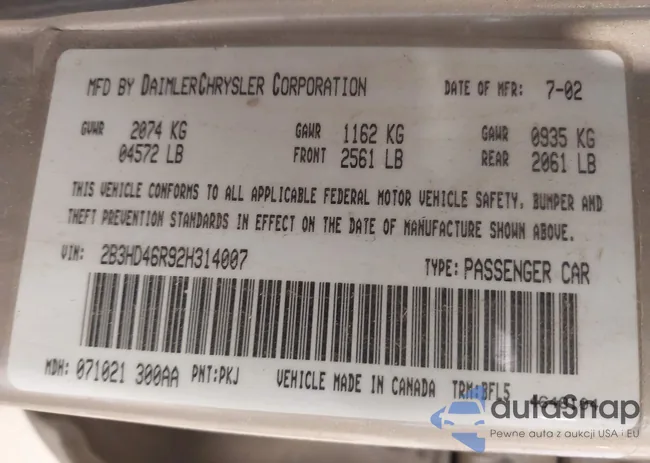 MFD BY DAIMLERCHRYSLER CORPORATION DATE OF MFR: 7-02
GVWR 2074 KG GAWR 1162 KG GAWR 0935 KG
04572 LB FRONT 2561 LB REAR 2061 LB
THIS VEHICLE CONFORMS TO ALL APPLICABLE FEDERAL MOTOR VEHICLE SAFETY, BUMPER AND
THEFT PREVENTION STANDARDS IN EFFECT ON THE DATE OF MANUFACTURE SHOWN ABOVE.
VIN: 2B3HD46R92H314007 TYPE: PASSENGER CAR
MDH: 071021 300AA PNT:PKJ VEHICLE MADE IN CANADA TRM:BFL5
autaSnap
Pewne auta z aukcji USA i EU